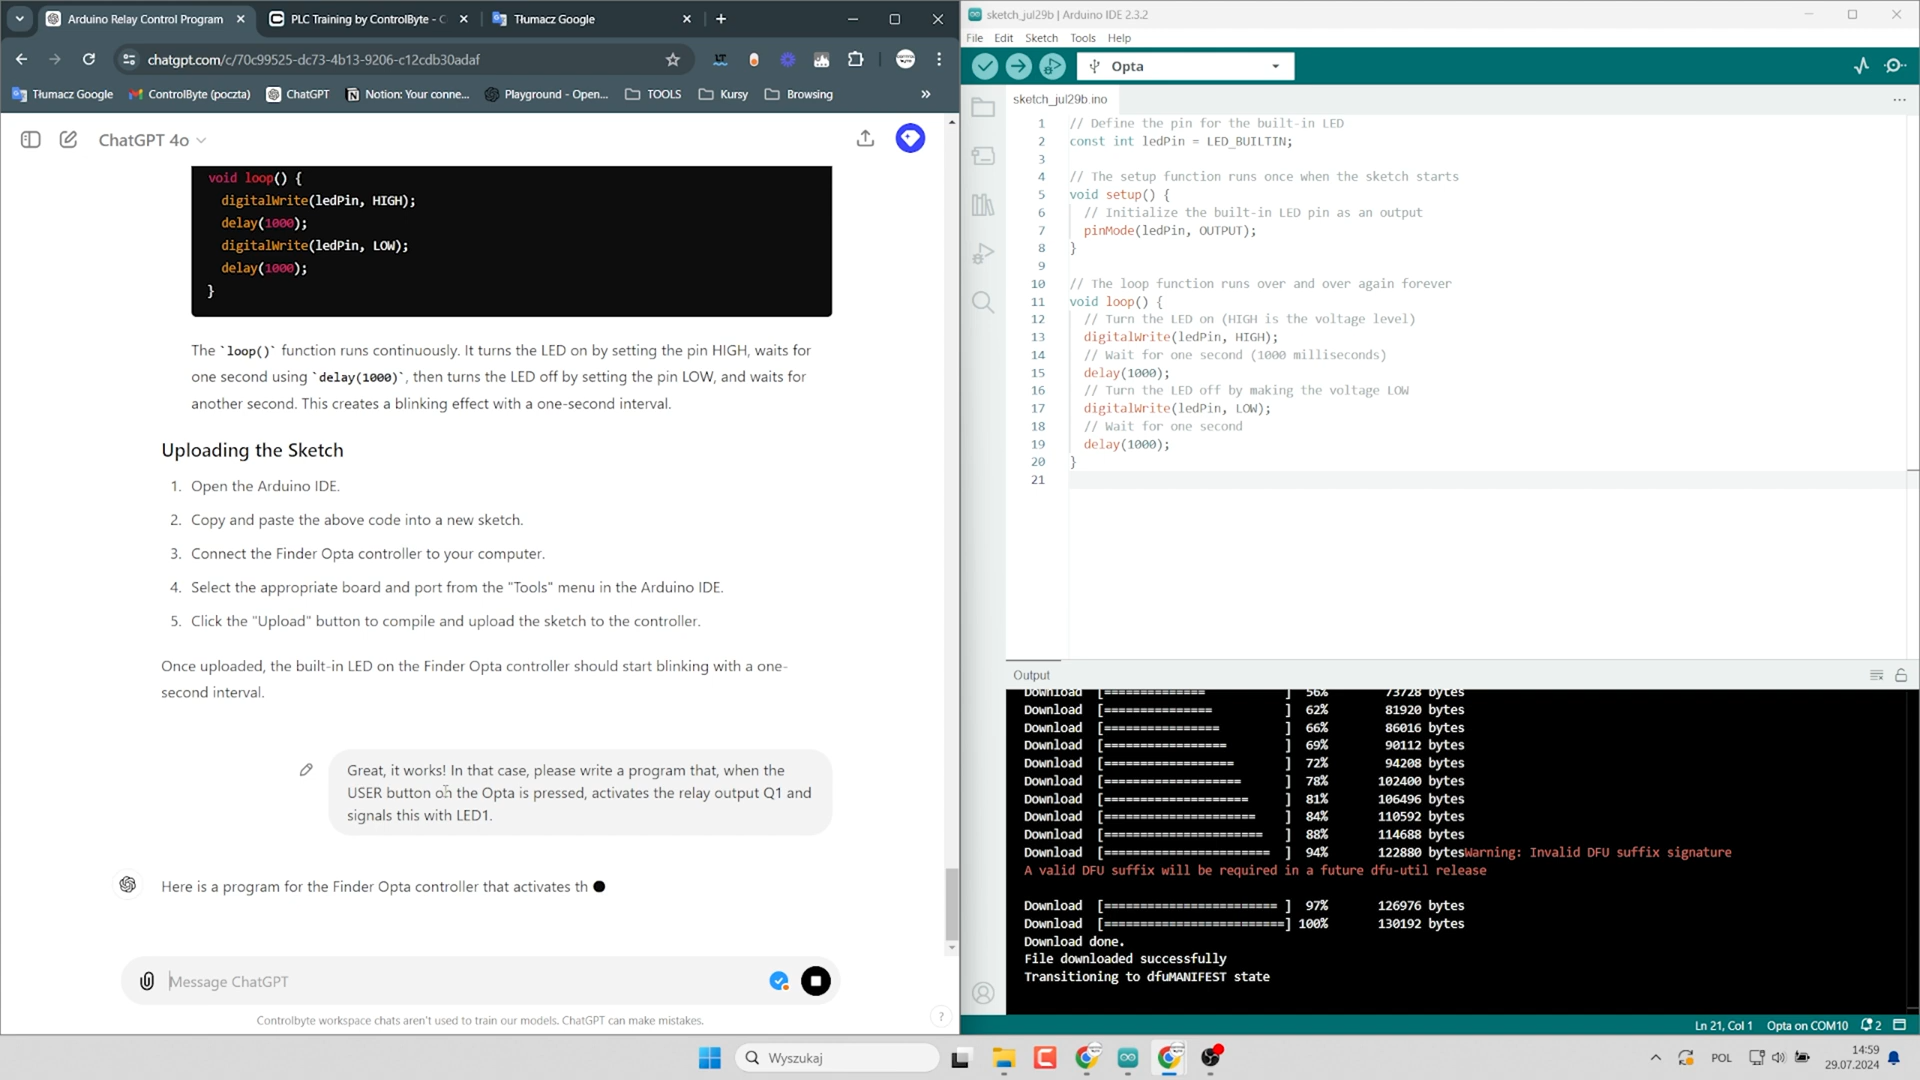 Arduino Relay Control Program
PLC Training by ControlByte - C
Tłumacz Google
chatgpt.com/c/70c99525-dc73-4b13-9206-c12cdb30adaf
Tłumacz Google
ControlByte (poczta)
ChatGPT
Notion: Your conne...
Playground - Open...
TOOLS
Kursy
Browsing
»
ChatGPT 4o
void loop() {
digitalWrite(ledPin, HIGH);
delay(1000);
digitalWrite(ledPin, LOW);
delay(1000);
}
The `loop()` function runs continuously. It turns the LED on by setting the pin HIGH, waits for
one second using `delay(1000)`, then turns the LED off by setting the pin LOW, and waits for
another second. This creates a blinking effect with a one-second interval.
Uploading the Sketch
1. Open the Arduino IDE.
2. Copy and paste the above code into a new sketch.
3. Connect the Finder Opta controller to your computer.
4. Select the appropriate board and port from the "Tools" menu in the Arduino IDE.
5. Click the "Upload" button to compile and upload the sketch to the controller.
Once uploaded, the built-in LED on the Finder Opta controller should start blinking with a one-
second interval.
Great, it works! In that case, please write a program that, when the
USER button on the Opta is pressed, activates the relay output Q1 and
signals this with LED1.
Here is a program for the Finder Opta controller that activates th
Message ChatGPT
Controlbyte workspace chats aren't used to train our models. ChatGPT can make mistakes.
?
sketch_jul29b | Arduino IDE 2.3.2
File Edit Sketch Tools Help
Opta
sketch_jul29b.ino
1 // Define the pin for the built-in LED
2 const int ledPin = LED_BUILTIN;
3
4 // The setup function runs once when the sketch starts
5 void setup() {
6 // Initialize the built-in LED pin as an output
7 pinMode(ledPin, OUTPUT);
8 }
9
10 // The loop function runs over and over again forever
11 void loop() {
12 // Turn the LED on (HIGH is the voltage level)
13 digitalWrite(ledPin, HIGH);
14 // Wait for one second (1000 milliseconds)
15 delay(1000);
16 // Turn the LED off by making the voltage LOW
17 digitalWrite(ledPin, LOW);
18 // Wait for one second
19 delay(1000);
20 }
21
Output
Download [============== ] 56% 73728 bytes
Download [=============== ] 62% 81920 bytes
Download [================ ] 66% 86016 bytes
Download [================= ] 69% 90112 bytes
Download [================== ] 72% 94208 bytes
Download [=================== ] 78% 102400 bytes
Download [==================== ] 81% 106496 bytes
Download [===================== ] 84% 110592 bytes
Download [====================== ] 88% 114688 bytes
Download [======================= ] 94% 122880 bytesWarning: Invalid DFU suffix signature
A valid DFU suffix will be required in a future dfu-util release
Download [======================== ] 97% 126976 bytes
Download [=========================] 100% 130192 bytes
Download done.
File downloaded successfully
Transitioning to dfuMANIFEST state
Ln 21, Col 1 Opta on COM10 2
Wyszukaj
POL
14:59
29.07.2024